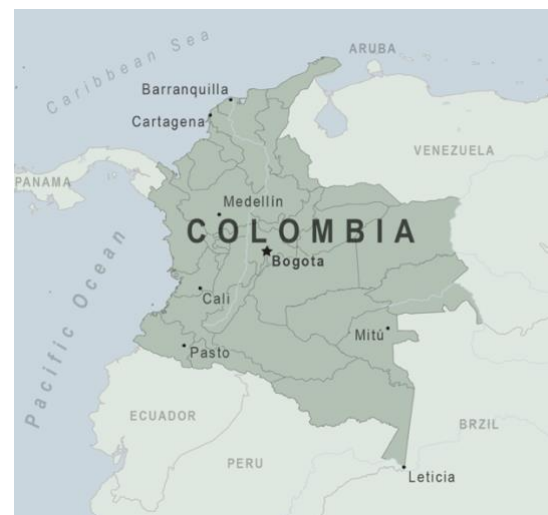 Caribbean Sea
ARUBA
Barranquilla
Cartagena
VENEZUELA
PANAMA
Medellín
COLOMBIA
Bogota
Pacific Ocean
Cali
Mitú
Pasto
ECUADOR
BRZIL
PERU
Leticia